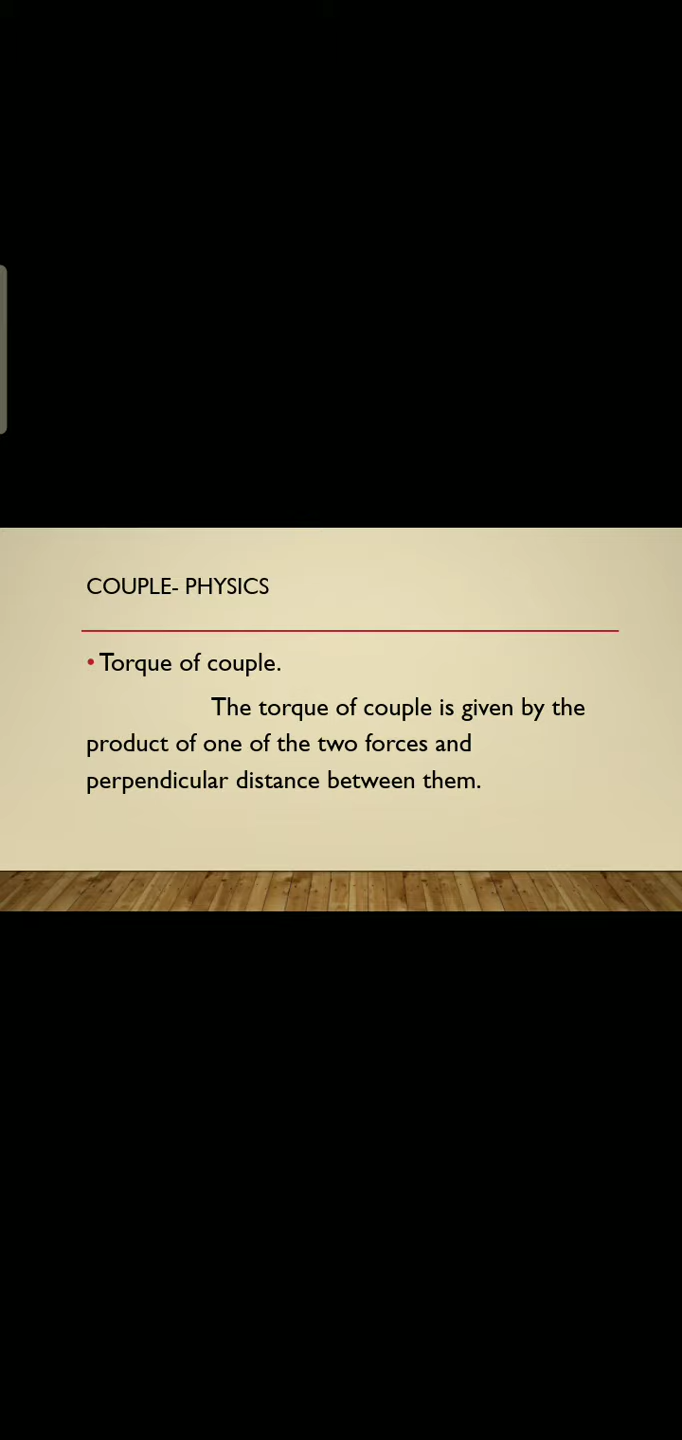 COUPLE- PHYSICS
• Torque of couple.
The torque of couple is given by the
product of one of the two forces and
perpendicular distance between them.